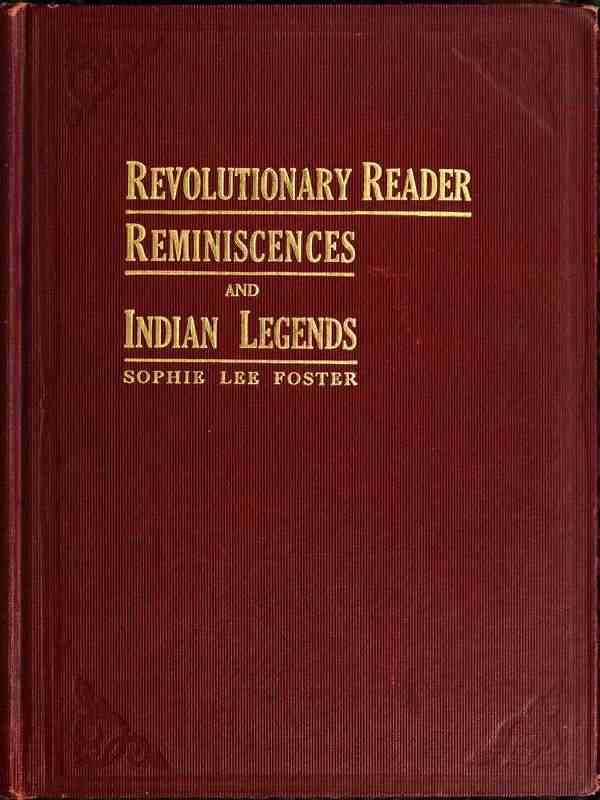 REVOLUTIONARY READER
REMINISCENCES
AND
INDIAN LEGENDS
SOPHIE LEE FOSTER